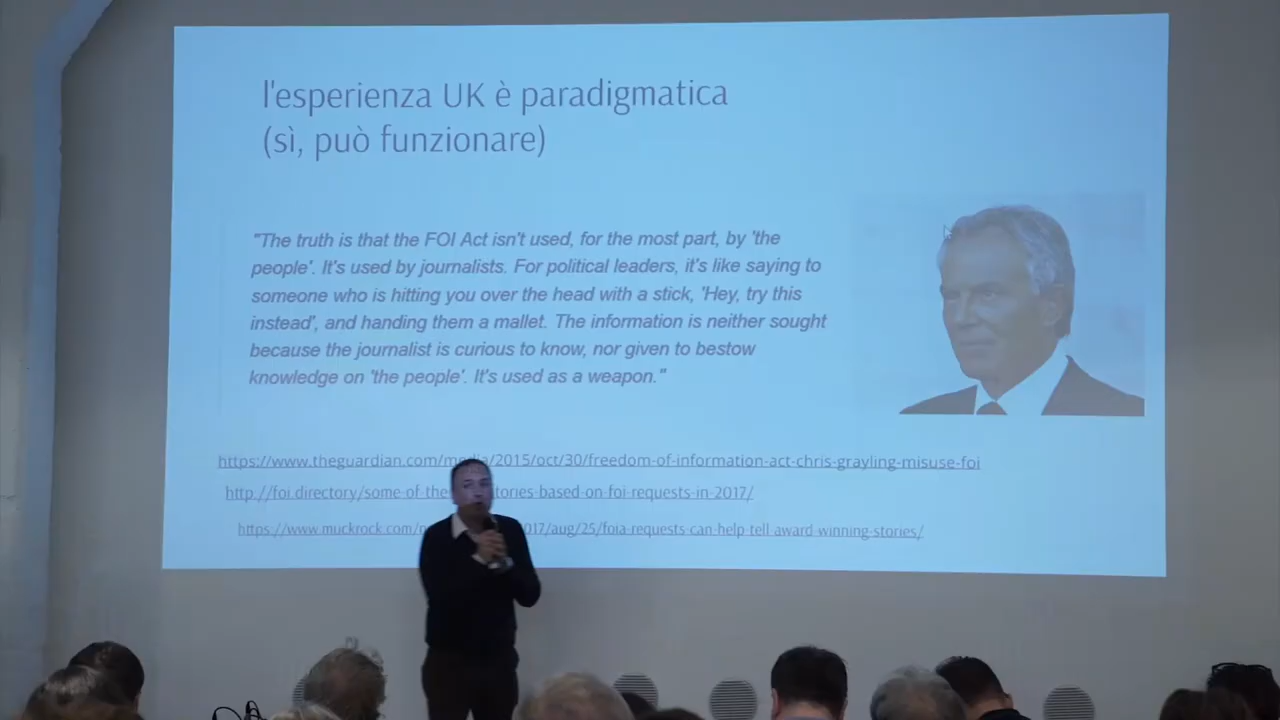 l'esperienza UK è paradigmatica
(sì, può funzionare)
"The truth is that the FOI Act isn't used, for the most part, by 'the
people'. It's used by journalists. For political leaders, it's like saying to
someone who is hitting you over the head with a stick, 'Hey, try this
instead', and handing them a mallet. The information is neither sought
because the journalist is curious to know, nor given to bestow
knowledge on 'the people'. It's used as a weapon."
https://www.theguardian.com/media/2015/oct/30/freedom-of-information-act-chris-grayling-misuse-foi
http://foi.directory/some-of-the tories-based-on-foi-requests-in-2017/
https://www.muckrock.com/n 017/aug/25/foia-requests-can-help-tell-award-winning-stories/